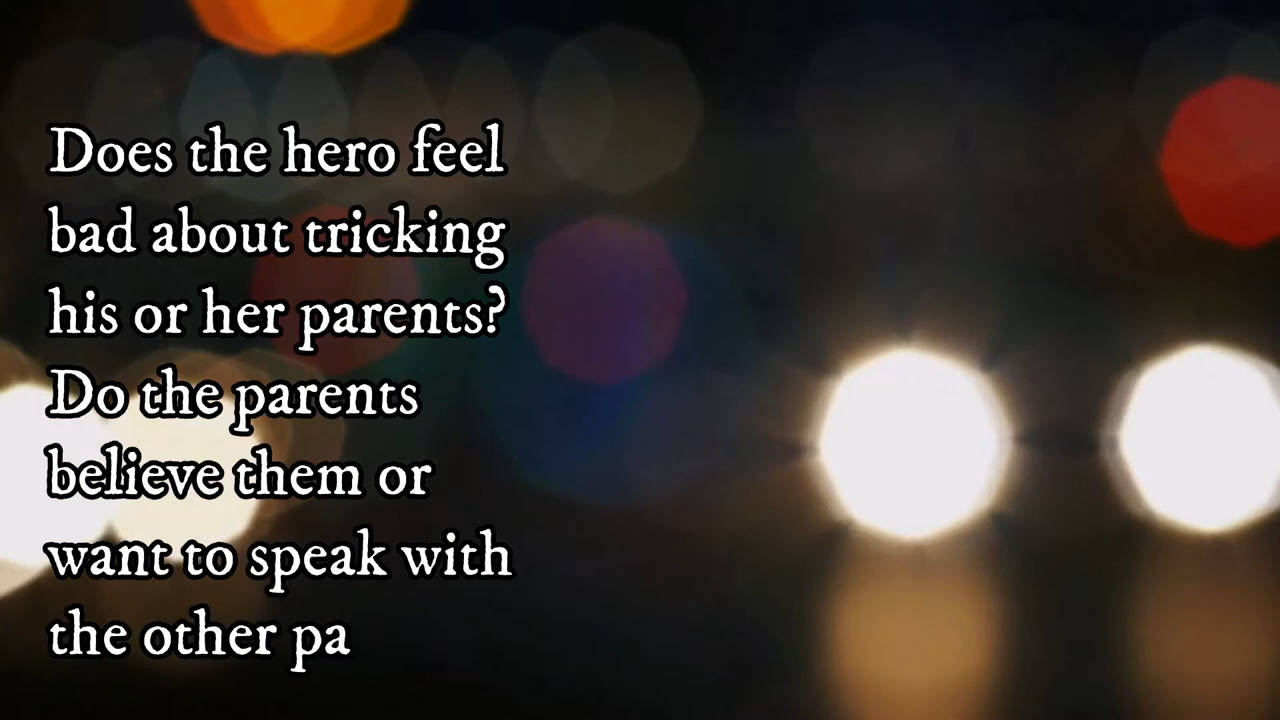 Does the hero feel
bad about tricking
his or her parents?
Do the parents
believe them or
want to speak with
the other pa